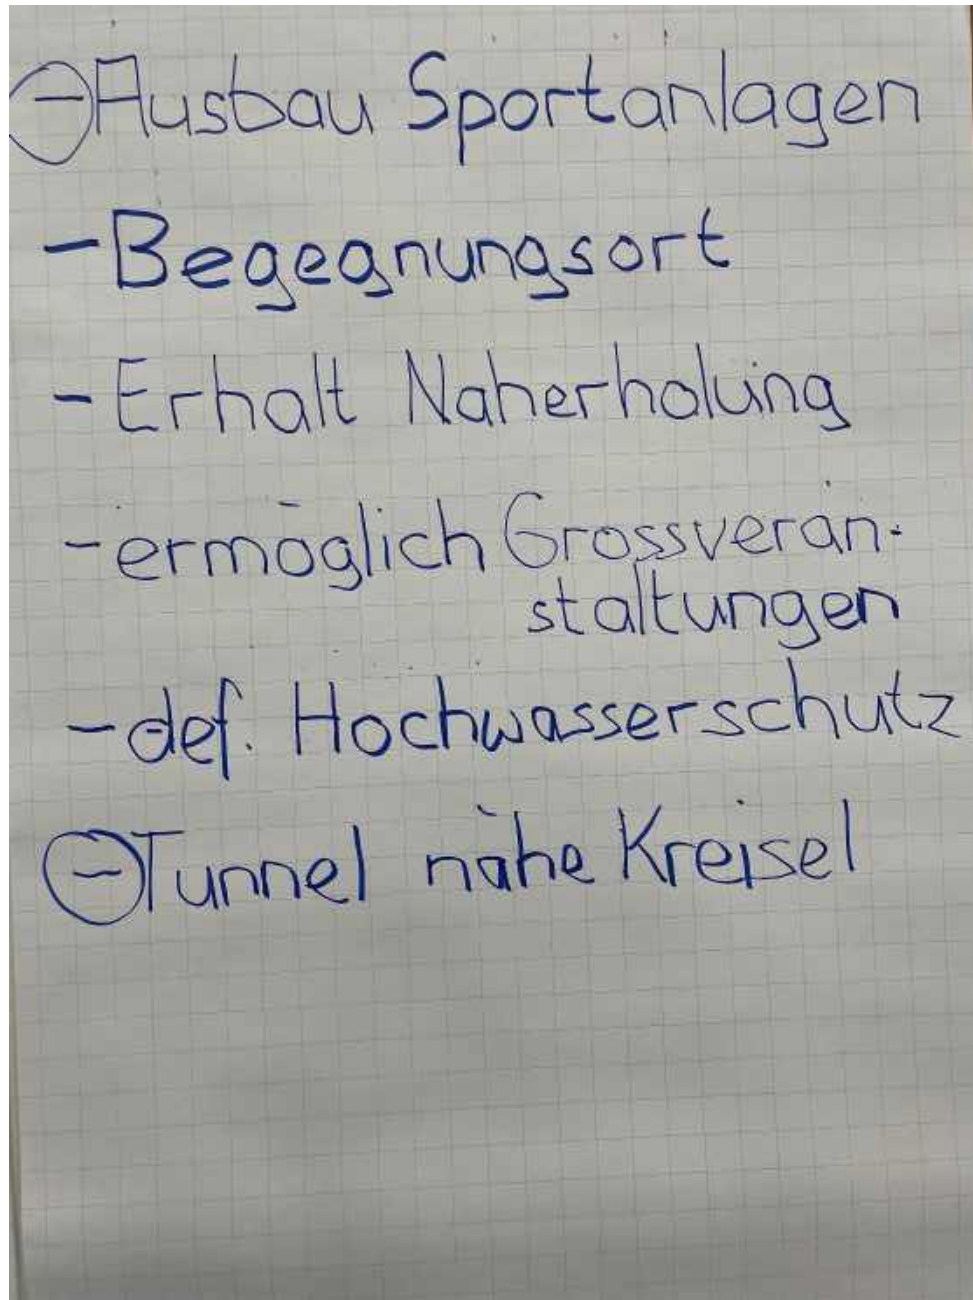 - Ausbau Sportanlagen
- Begegnungsort
- Erhalt Naherholung
- ermöglich Grossveran-
staltungen
- def. Hochwasserschutz
- Tunnel nähe Kreisel